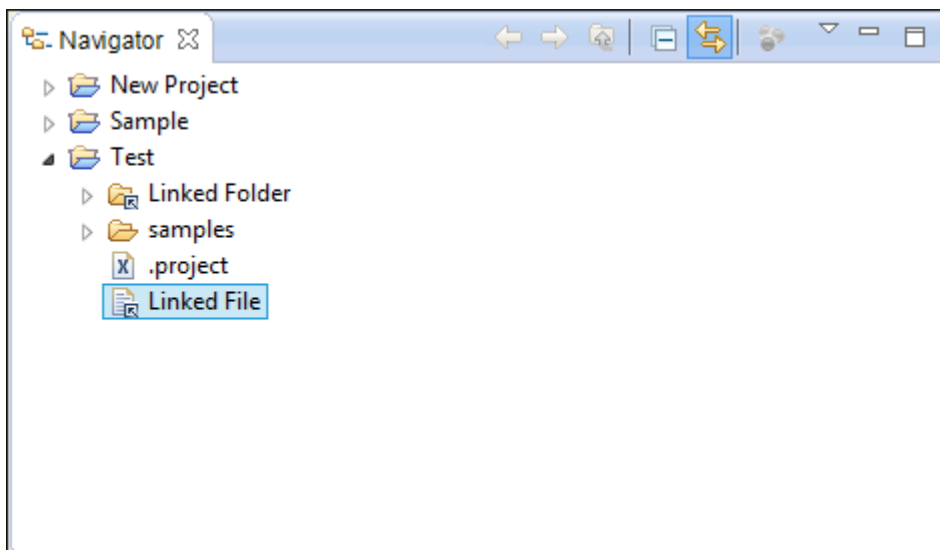 Navigator
New Project
Sample
Test
Linked Folder
samples
.project
Linked File